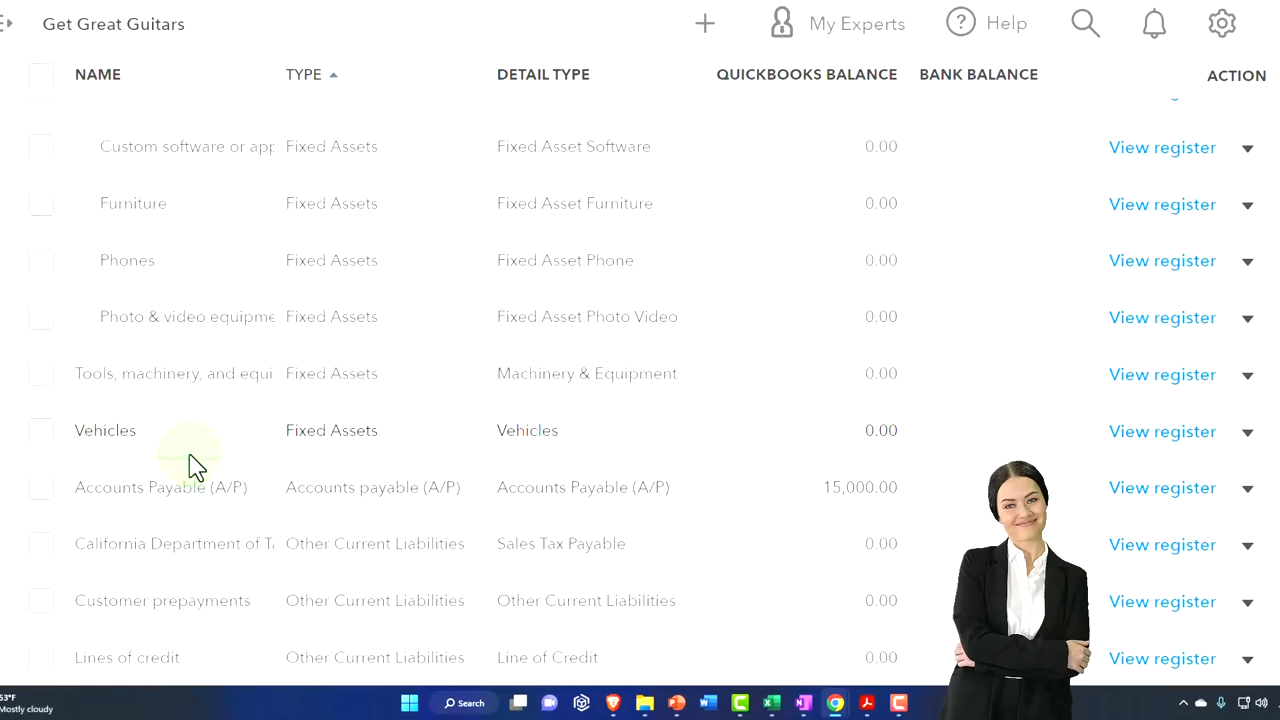 Get Great Guitars My Experts Help
NAME TYPE DETAIL TYPE QUICKBOOKS BALANCE BANK BALANCE ACTION
Custom software or app Fixed Assets Fixed Asset Software 0.00 View register
Furniture Fixed Assets Fixed Asset Furniture 0.00 View register
Phones Fixed Assets Fixed Asset Phone 0.00 View register
Photo & video equipme Fixed Assets Fixed Asset Photo Video 0.00 View register
Tools, machinery, and equi Fixed Assets Machinery & Equipment 0.00 View register
Vehicles Fixed Assets Vehicles 0.00 View register
Accounts Payable (A/P) Accounts payable (A/P) Accounts Payable (A/P) 15,000.00 View register
California Department of T Other Current Liabilities Sales Tax Payable 0.00 View register
Customer prepayments Other Current Liabilities Other Current Liabilities 0.00 View register
Lines of credit Other Current Liabilities Line of Credit 0.00 View register
53°F
Mostly cloudy
Search